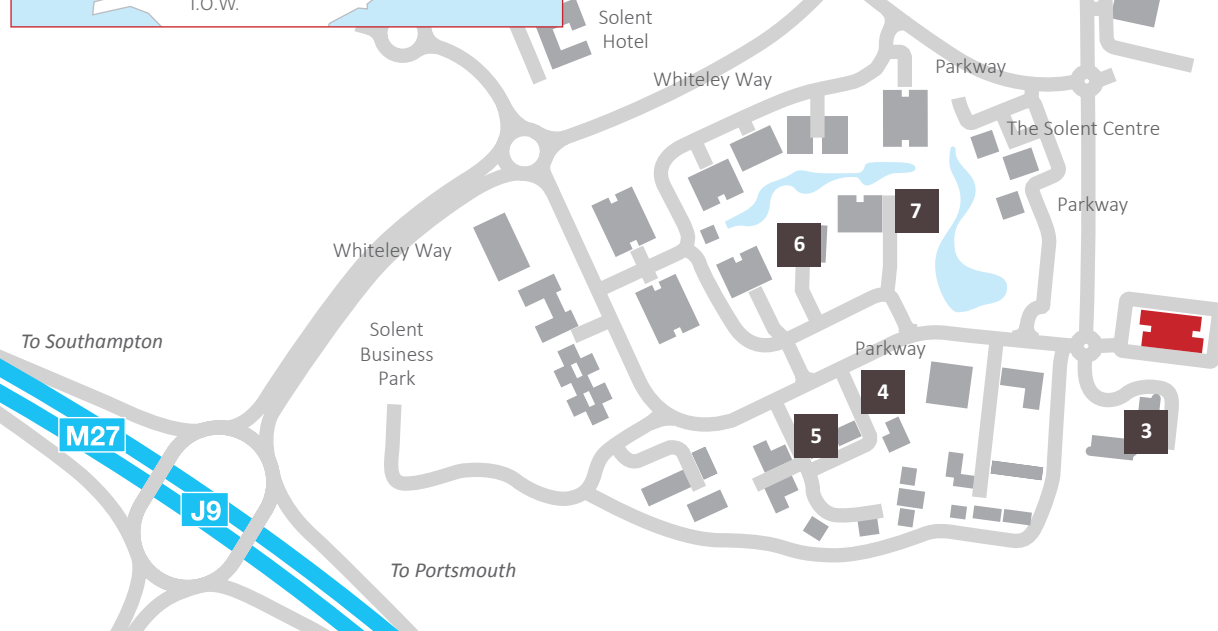 I.O.W.
Solent
Hotel
Whiteley Way
Parkway
The Solent Centre
Parkway
7
6
Whiteley Way
Solent
Business
Park
To Southampton
Parkway
4
5
3
M27
J9
To Portsmouth